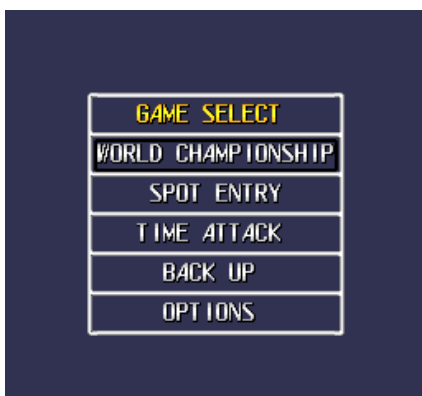 GAME SELECT
WORLD CHAMPIONSHIP
SPOT ENTRY
TIME ATTACK
BACK UP
OPTIONS